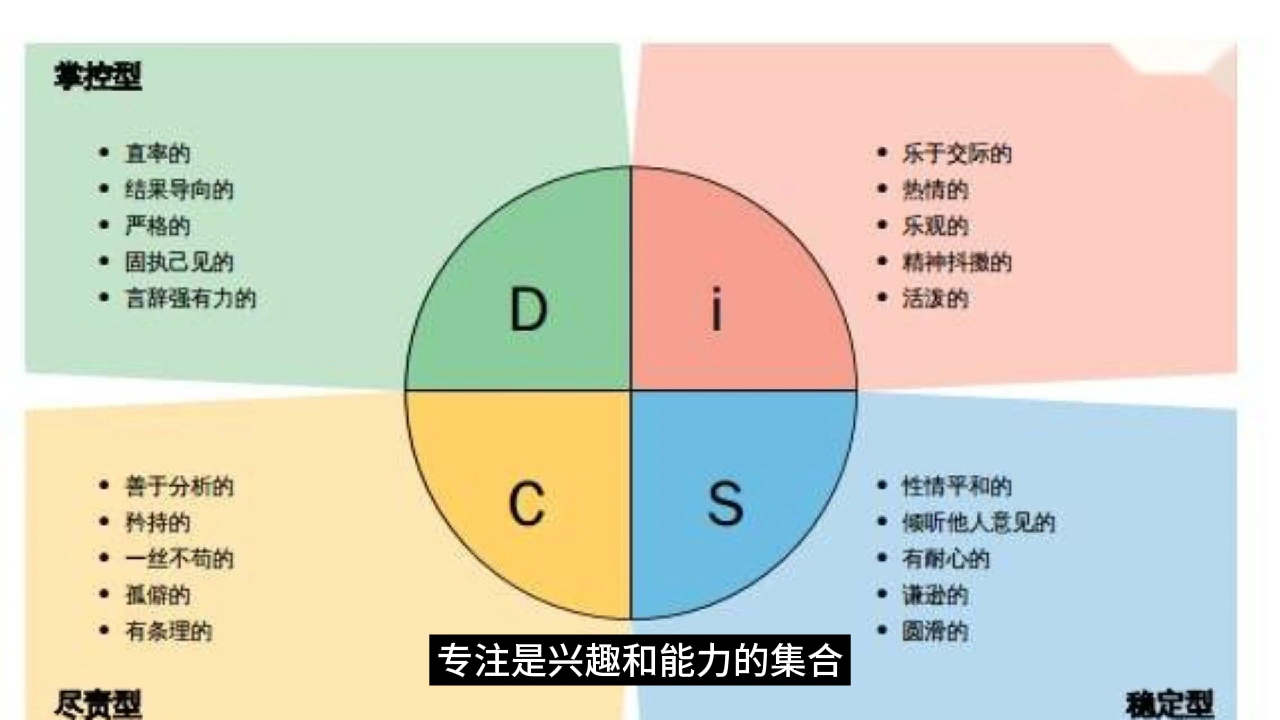 掌控型
直率的
结果导向的
严格的
固执己见的
言辞强有力的
乐于交际的
热情的
乐观的
精神抖擞的
活泼的
D
i
C
S
善于分析的
矜持的
一丝不苟的
孤僻的
有条理的
尽责型
性情平和的
倾听他人意见的
有耐心的
谦逊的
圆滑的
稳定型
专注是兴趣和能力的集合